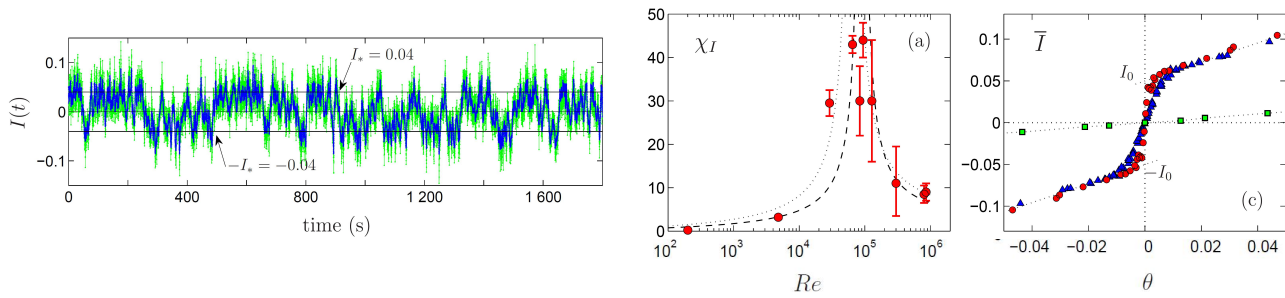 I(t)
0.1
0
−0.1
I* = 0.04
−I* = −0.04
0 400 800 1 200 1 600
time (s)
χI
(a)
50
40
30
20
10
0
10² 10³ 10⁴ 10⁵ 10⁶
Re
I̅
(c)
0.1
0.05
0
−0.05
−0.1
I₀
−I₀
-
−0.04 −0.02 0 0.02 0.04
θ